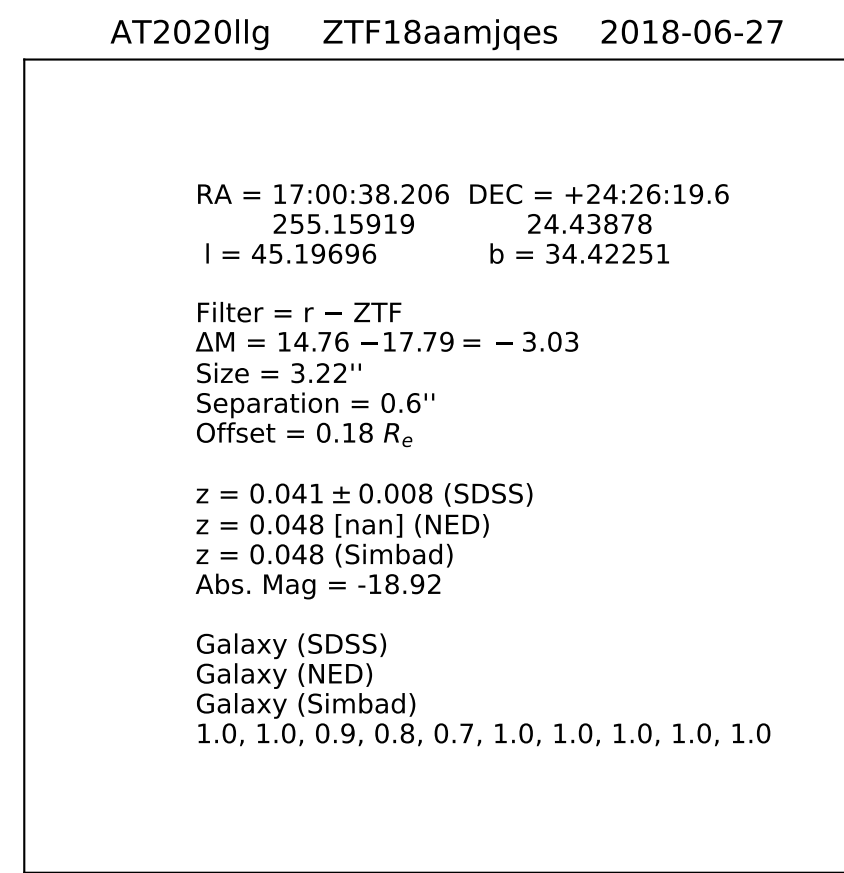 AT2020llg ZTF18aamjqes 2018-06-27
RA = 17:00:38.206 DEC = +24:26:19.6
255.15919 24.43878
l = 45.19696 b = 34.42251
Filter = r − ZTF
ΔM = 14.76 −17.79 = − 3.03
Size = 3.22''
Separation = 0.6''
Offset = 0.18 Re
z = 0.041 ± 0.008 (SDSS)
z = 0.048 [nan] (NED)
z = 0.048 (Simbad)
Abs. Mag = -18.92
Galaxy (SDSS)
Galaxy (NED)
Galaxy (Simbad)
1.0, 1.0, 0.9, 0.8, 0.7, 1.0, 1.0, 1.0, 1.0, 1.0